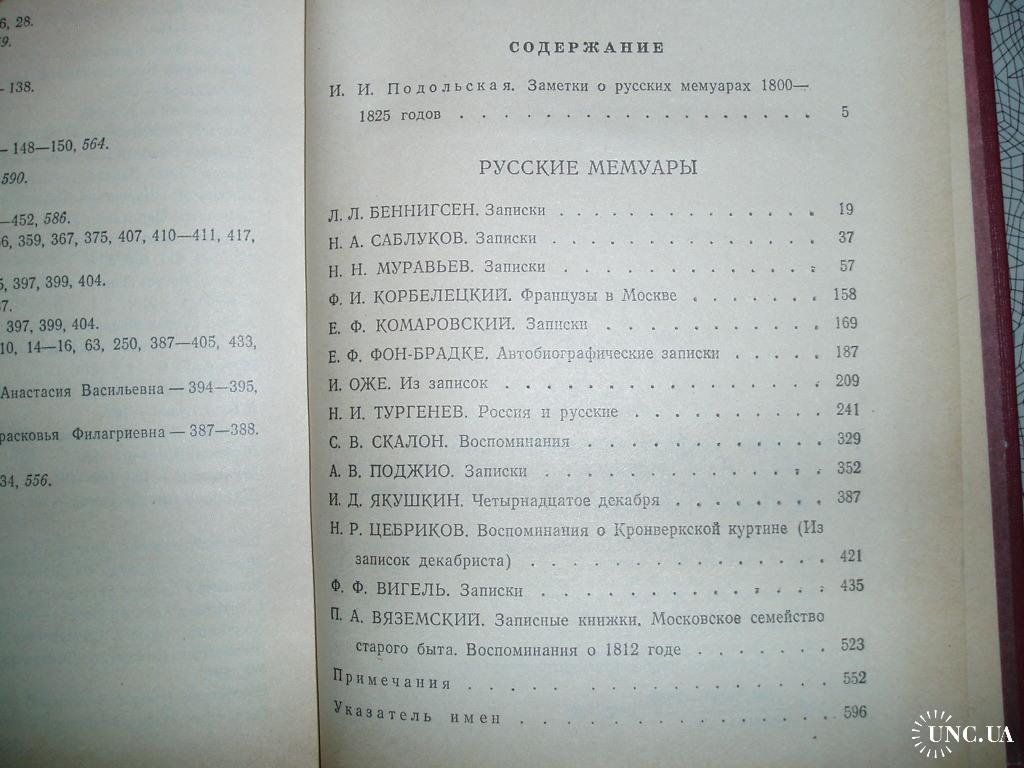 6, 28.
9.
— 138.
— 148—150, 564.
590.
—452, 586.
6, 359, 367, 375, 407, 410—411, 417,
5, 397, 399, 404.
37.
397, 399, 404.
10, 14—16, 63, 250, 387—405, 433,
Анастасия Васильевна — 394—395,
расковья Филагриевна — 387—388.
34, 556.
СОДЕРЖАНИЕ
И. И. Подольская. Заметки о русских мемуарах 1800—
1825 годов . . . . . . . . . . . . . . . . . 5
РУССКИЕ МЕМУАРЫ
Л. Л. БЕННИГСЕН. Записки . . . . . . . . . . . . 19
Н. А. САБЛУКОВ. Записки . . . . . . . . . . . . 37
Н. Н. МУРАВЬЕВ. Записки . . . . . . . . . . . . 57
Ф. И. КОРБЕЛЕЦКИЙ. Французы в Москве . . . . . . . 158
Е. Ф. КОМАРОВСКИЙ. Записки . . . . . . . . . . 169
Е. Ф. ФОН-БРАДКЕ. Автобиографические записки . . . . . 187
И. ОЖЕ. Из записок . . . . . . . . . . . . . . 209
Н. И. ТУРГЕНЕВ. Россия и русские . . . . . . . . . 241
С. В. СКАЛОН. Воспоминания . . . . . . . . . . . 329
А. В. ПОДЖИО. Записки . . . . . . . . . . . . . 352
И. Д. ЯКУШКИН. Четырнадцатое декабря . . . . . . . 387
Н. Р. ЦЕБРИКОВ. Воспоминания о Кронверкской куртине (Из
записок декабриста) . . . . . . . . . . . . . 421
Ф. Ф. ВИГЕЛЬ. Записки . . . . . . . . . . . . . 435
П. А. ВЯЗЕМСКИЙ. Записные книжки. Московское семейство
старого быта. Воспоминания о 1812 годе . . . . . . 523
Примечания . . . . . . . . . . . . . . . . 552
Указатель имен . . . . . . . . . . . . . . 596
UNC.UA